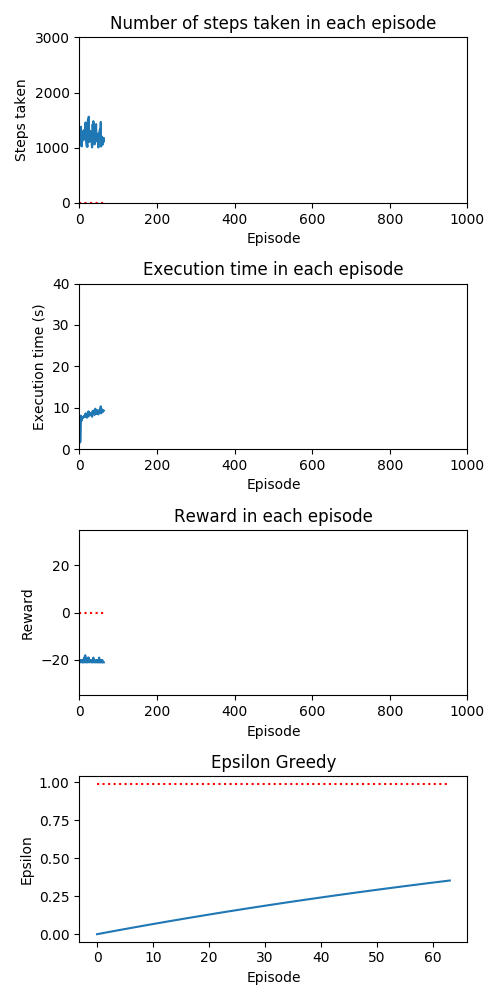 Number of steps taken in each episode
3000
2000
1000
0
Steps taken
0 200 400 600 800 1000
Episode
Execution time in each episode
40
30
20
10
0
Execution time (s)
0 200 400 600 800 1000
Episode
Reward in each episode
20
0
−20
Reward
0 200 400 600 800 1000
Episode
Epsilon Greedy
1.00
0.75
0.50
0.25
0.00
Epsilon
0 10 20 30 40 50 60
Episode